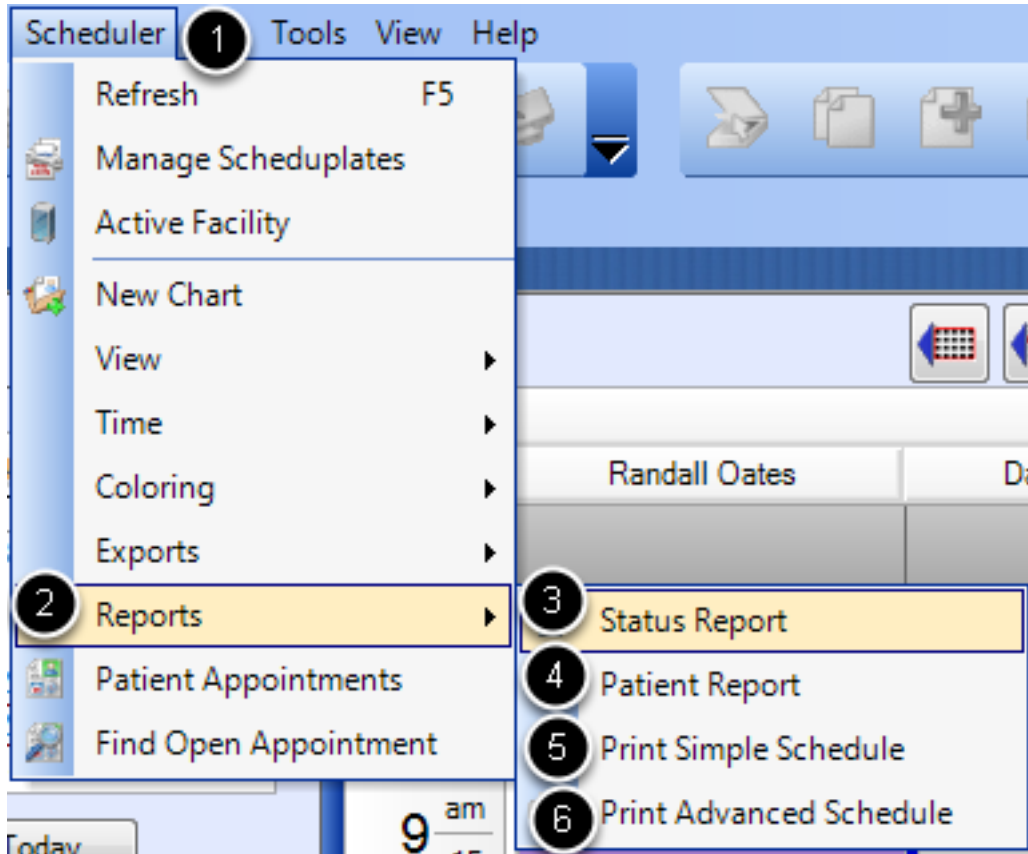 Scheduler 1 Tools View Help
Refresh F5
Manage Scheduplates
Active Facility
New Chart
View
Time
Randall Oates
Coloring
Exports
2 Reports
3 Status Report
Patient Appointments
4 Patient Report
Find Open Appointment
5 Print Simple Schedule
6 Print Advanced Schedule
9 am
Today
15